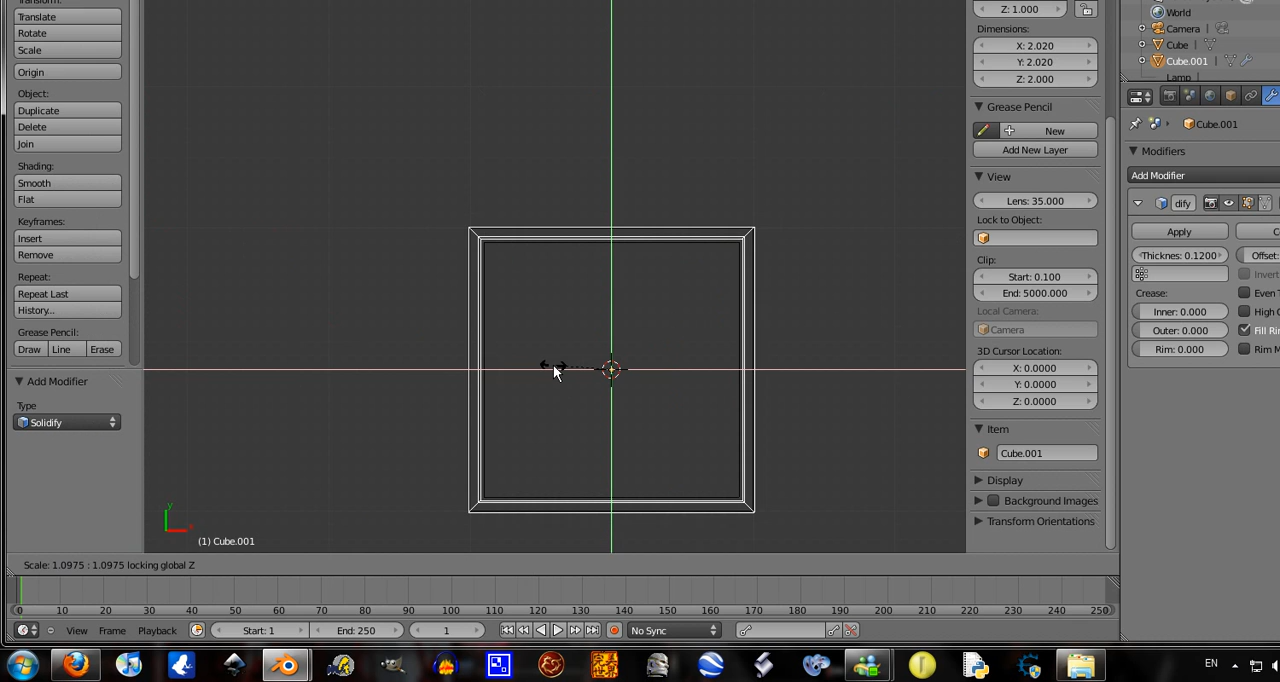 Transform:
Translate
Rotate
Scale
Origin
Object:
Duplicate
Delete
Join
Shading:
Smooth
Flat
Keyframes:
Insert
Remove
Repeat:
Repeat Last
History...
Grease Pencil:
Draw Line Erase
Add Modifier
Type
Solidify
y
(1) Cube.001
Scale: 1.0975 : 1.0975 locking global Z
Z: 1.000
Dimensions:
X: 2.020
Y: 2.020
Z: 2.000
Grease Pencil
New
Add New Layer
View
Lens: 35.000
Lock to Object:
Clip:
Start: 0.100
End: 5000.000
Local Camera:
Camera
3D Cursor Location:
X: 0.0000
Y: 0.0000
Z: 0.0000
Item
Cube.001
Display
Background Images
Transform Orientations
World
Camera
Cube
Cube.001
Lamp
Cube.001
Modifiers
Add Modifier
dify
Apply
Thicknes: 0.1200 Offset:
Invert
Crease: Even T
Inner: 0.000 High Q
Outer: 0.000 Fill Rim
Rim: 0.000 Rim M
0 10 20 30 40 50 60 70 80 90 100 110 120 130 140 150 160 170 180 190 200 210 220 230 240 250
View Frame Playback Start: 1 End: 250 1 No Sync
EN